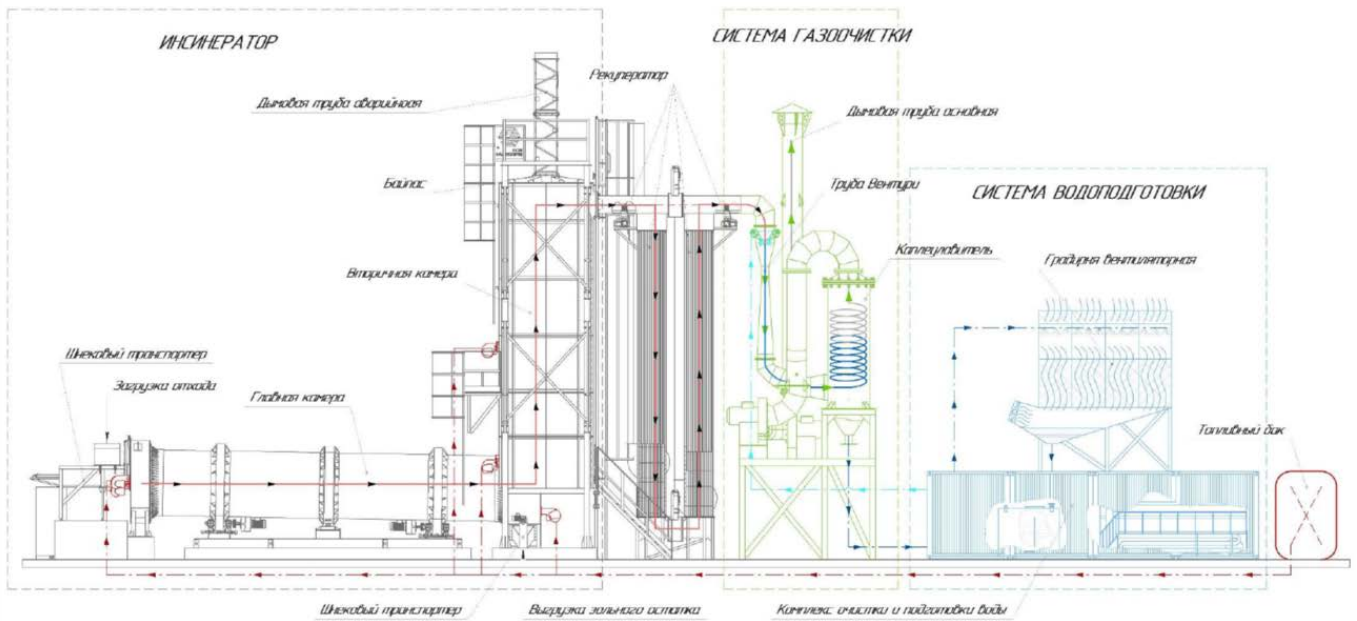 ИНСИНЕРАТОР
СИСТЕМА ГАЗООЧИСТКИ
Рекуператор
Дымовая труба аварийная
Дымовая труба основная
Байпас
Труба Вентури
СИСТЕМА ВОДОПОДГОТОВКИ
Каплеуловитель
Градирня вентиляторная
Вторичная камера
Шнековый транспортер
Загрузка отхода
Главная камера
Топливный бак
Шнековый транспортер
Выгрузка зольного остатка
Комплекс очистки и подготовки воды